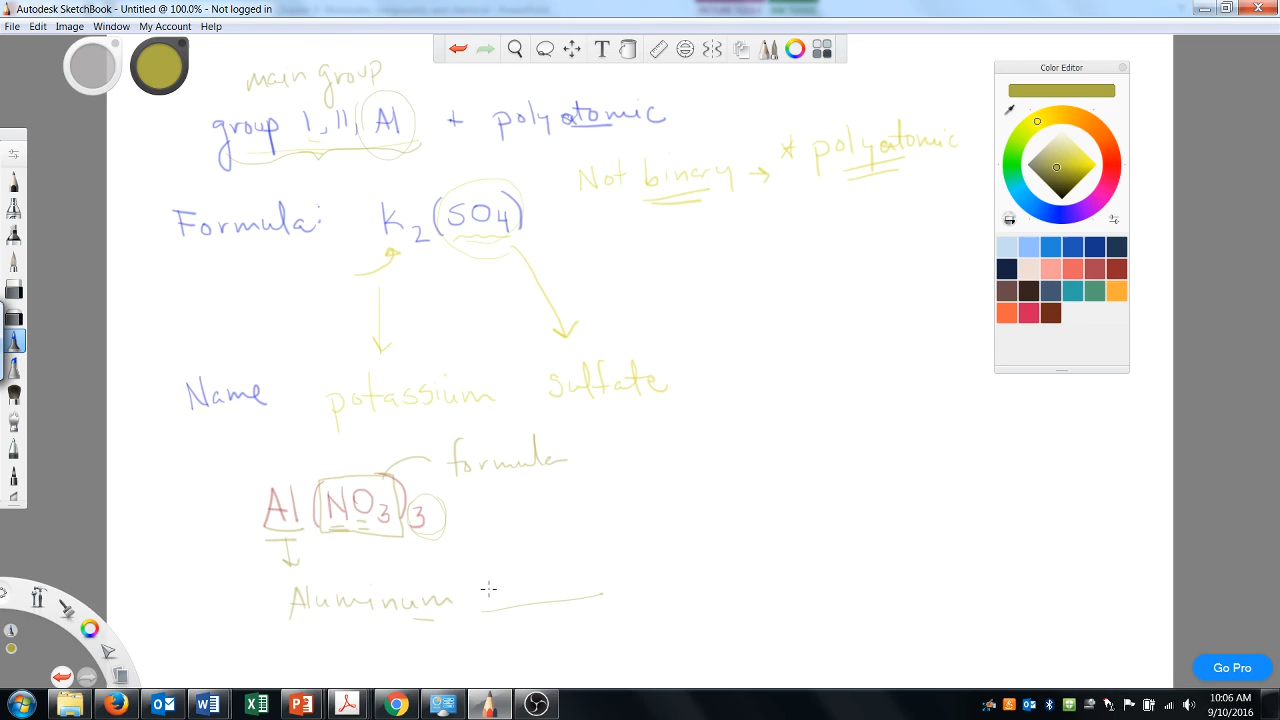 Autodesk SketchBook - Untitled @ 100.0% - Not logged in
File Edit Image Window My Account Help
Color Editor
main group
group I, II, Al + polyatomic
Not binary → * polyatomic
Formula: K2(SO4)
Name potassium sulfate
formula
Al(NO3)3
Aluminum
Go Pro
10:06 AM
9/10/2016